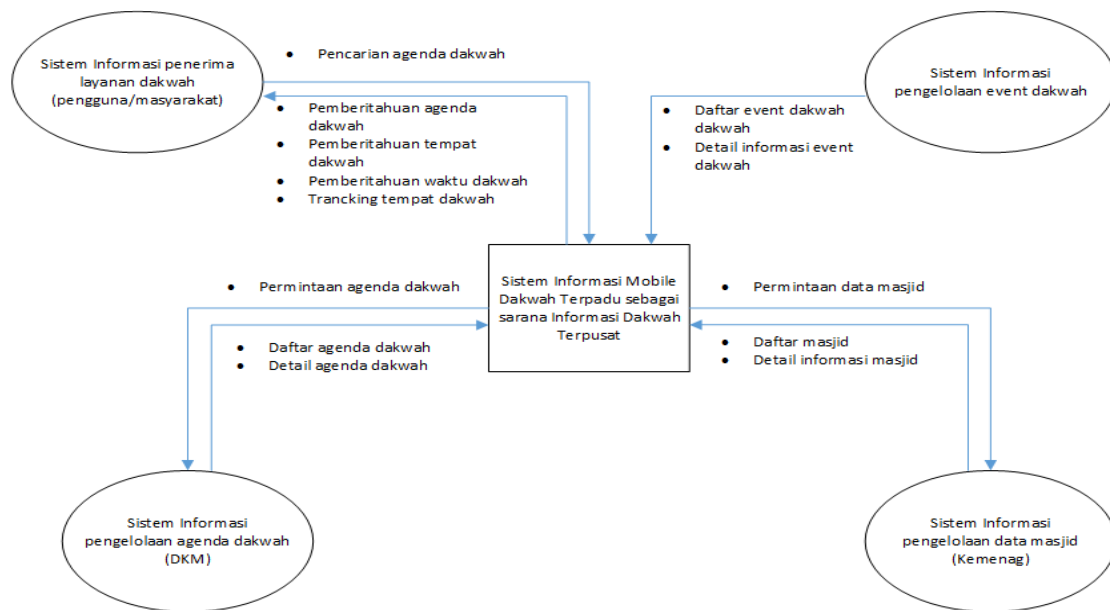 Sistem Informasi penerima
layanan dakwah
(pengguna/masyarakat)
• Pencarian agenda dakwah
• Pemberitahuan agenda
dakwah
• Pemberitahuan tempat
dakwah
• Pemberitahuan waktu dakwah
• Trancking tempat dakwah
Sistem Informasi
pengelolaan event dakwah
• Daftar event dakwah
dakwah
• Detail informasi event
dakwah
Sistem Informasi Mobile
Dakwah Terpadu sebagai
sarana Informasi Dakwah
Terpusat
• Permintaan agenda dakwah
• Daftar agenda dakwah
• Detail agenda dakwah
• Permintaan data masjid
• Daftar masjid
• Detail informasi masjid
Sistem Informasi
pengelolaan agenda dakwah
(DKM)
Sistem Informasi
pengelolaan data masjid
(Kemenag)